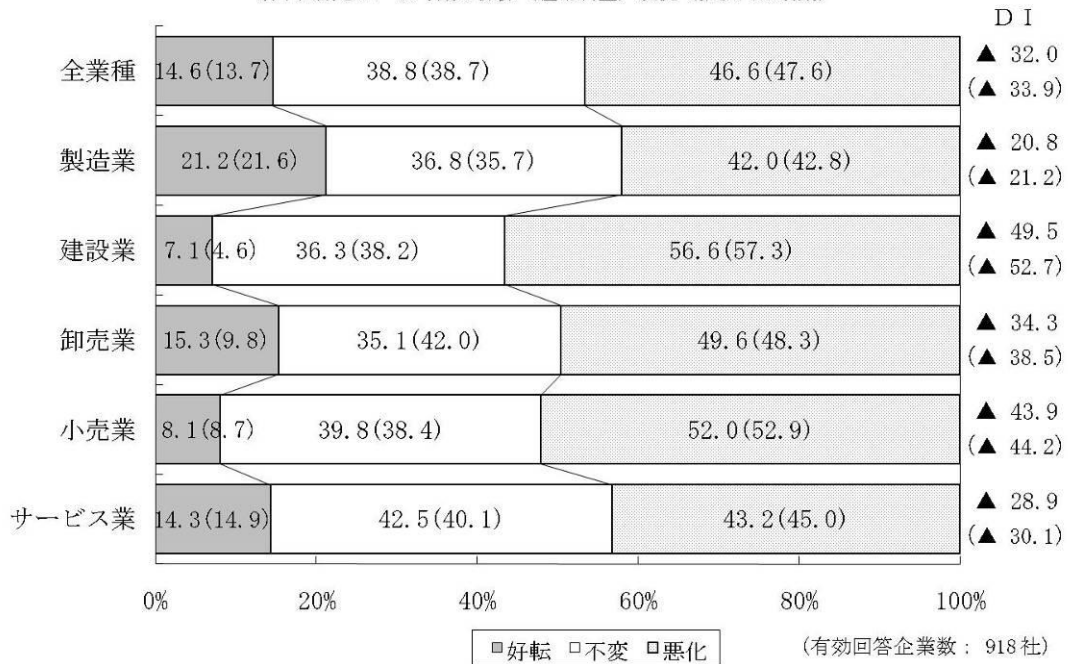 ＤＩ
全業種 14.6(13.7) 38.8(38.7) 46.6(47.6) ▲ 32.0
(▲ 33.9)
製造業 21.2(21.6) 36.8(35.7) 42.0(42.8) ▲ 20.8
(▲ 21.2)
建設業 7.1(4.6) 36.3(38.2) 56.6(57.3) ▲ 49.5
(▲ 52.7)
卸売業 15.3(9.8) 35.1(42.0) 49.6(48.3) ▲ 34.3
(▲ 38.5)
小売業 8.1(8.7) 39.8(38.4) 52.0(52.9) ▲ 43.9
(▲ 44.2)
サービス業 14.3(14.9) 42.5(40.1) 43.2(45.0) ▲ 28.9
(▲ 30.1)
0% 20% 40% 60% 80% 100%
好転 不変 悪化 (有効回答企業数：918社)